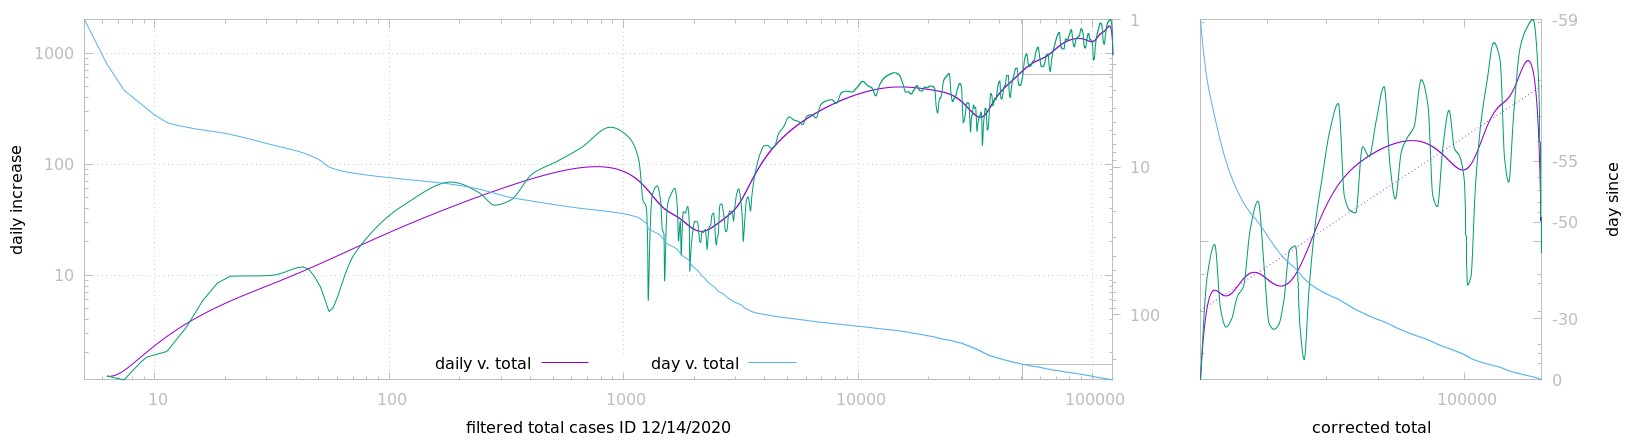 daily increase
1000
100
10
10
100
1000
10000
100000
1
10
100
daily v. total
day v. total
filtered total cases ID 12/14/2020
-59
-55
-50
-30
0
day since
100000
corrected total